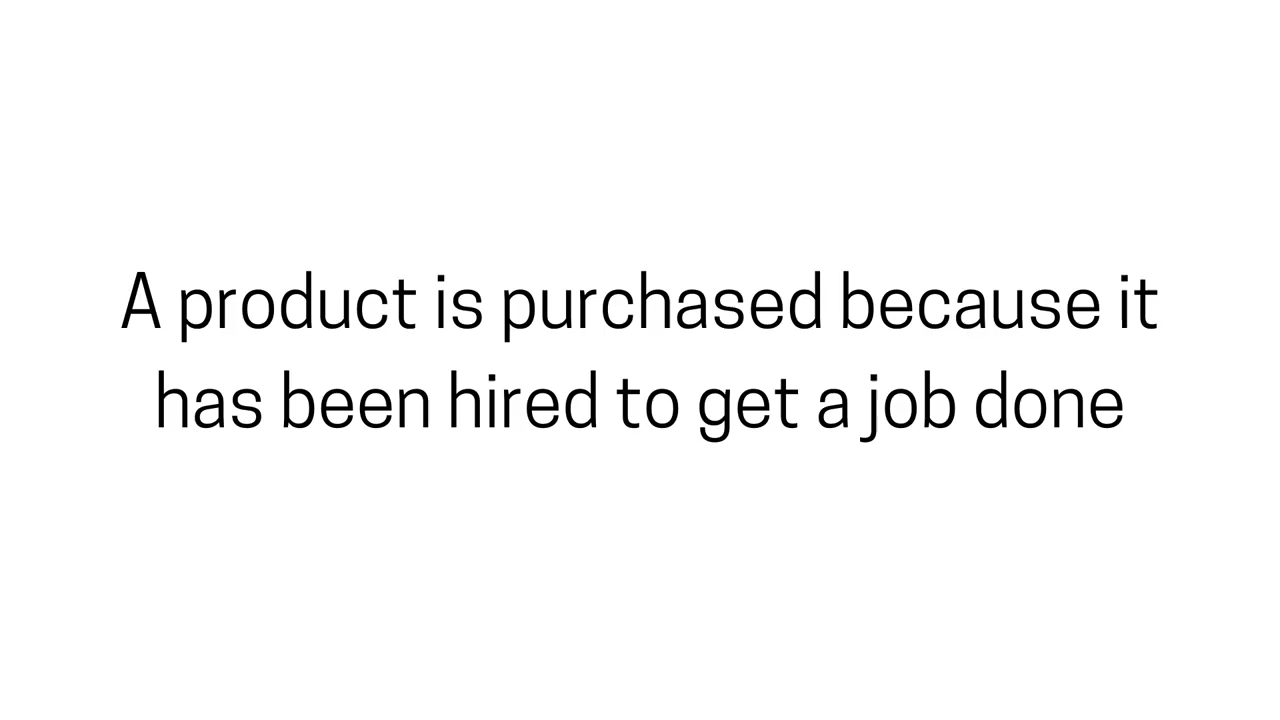 A product is purchased because it
has been hired to get a job done